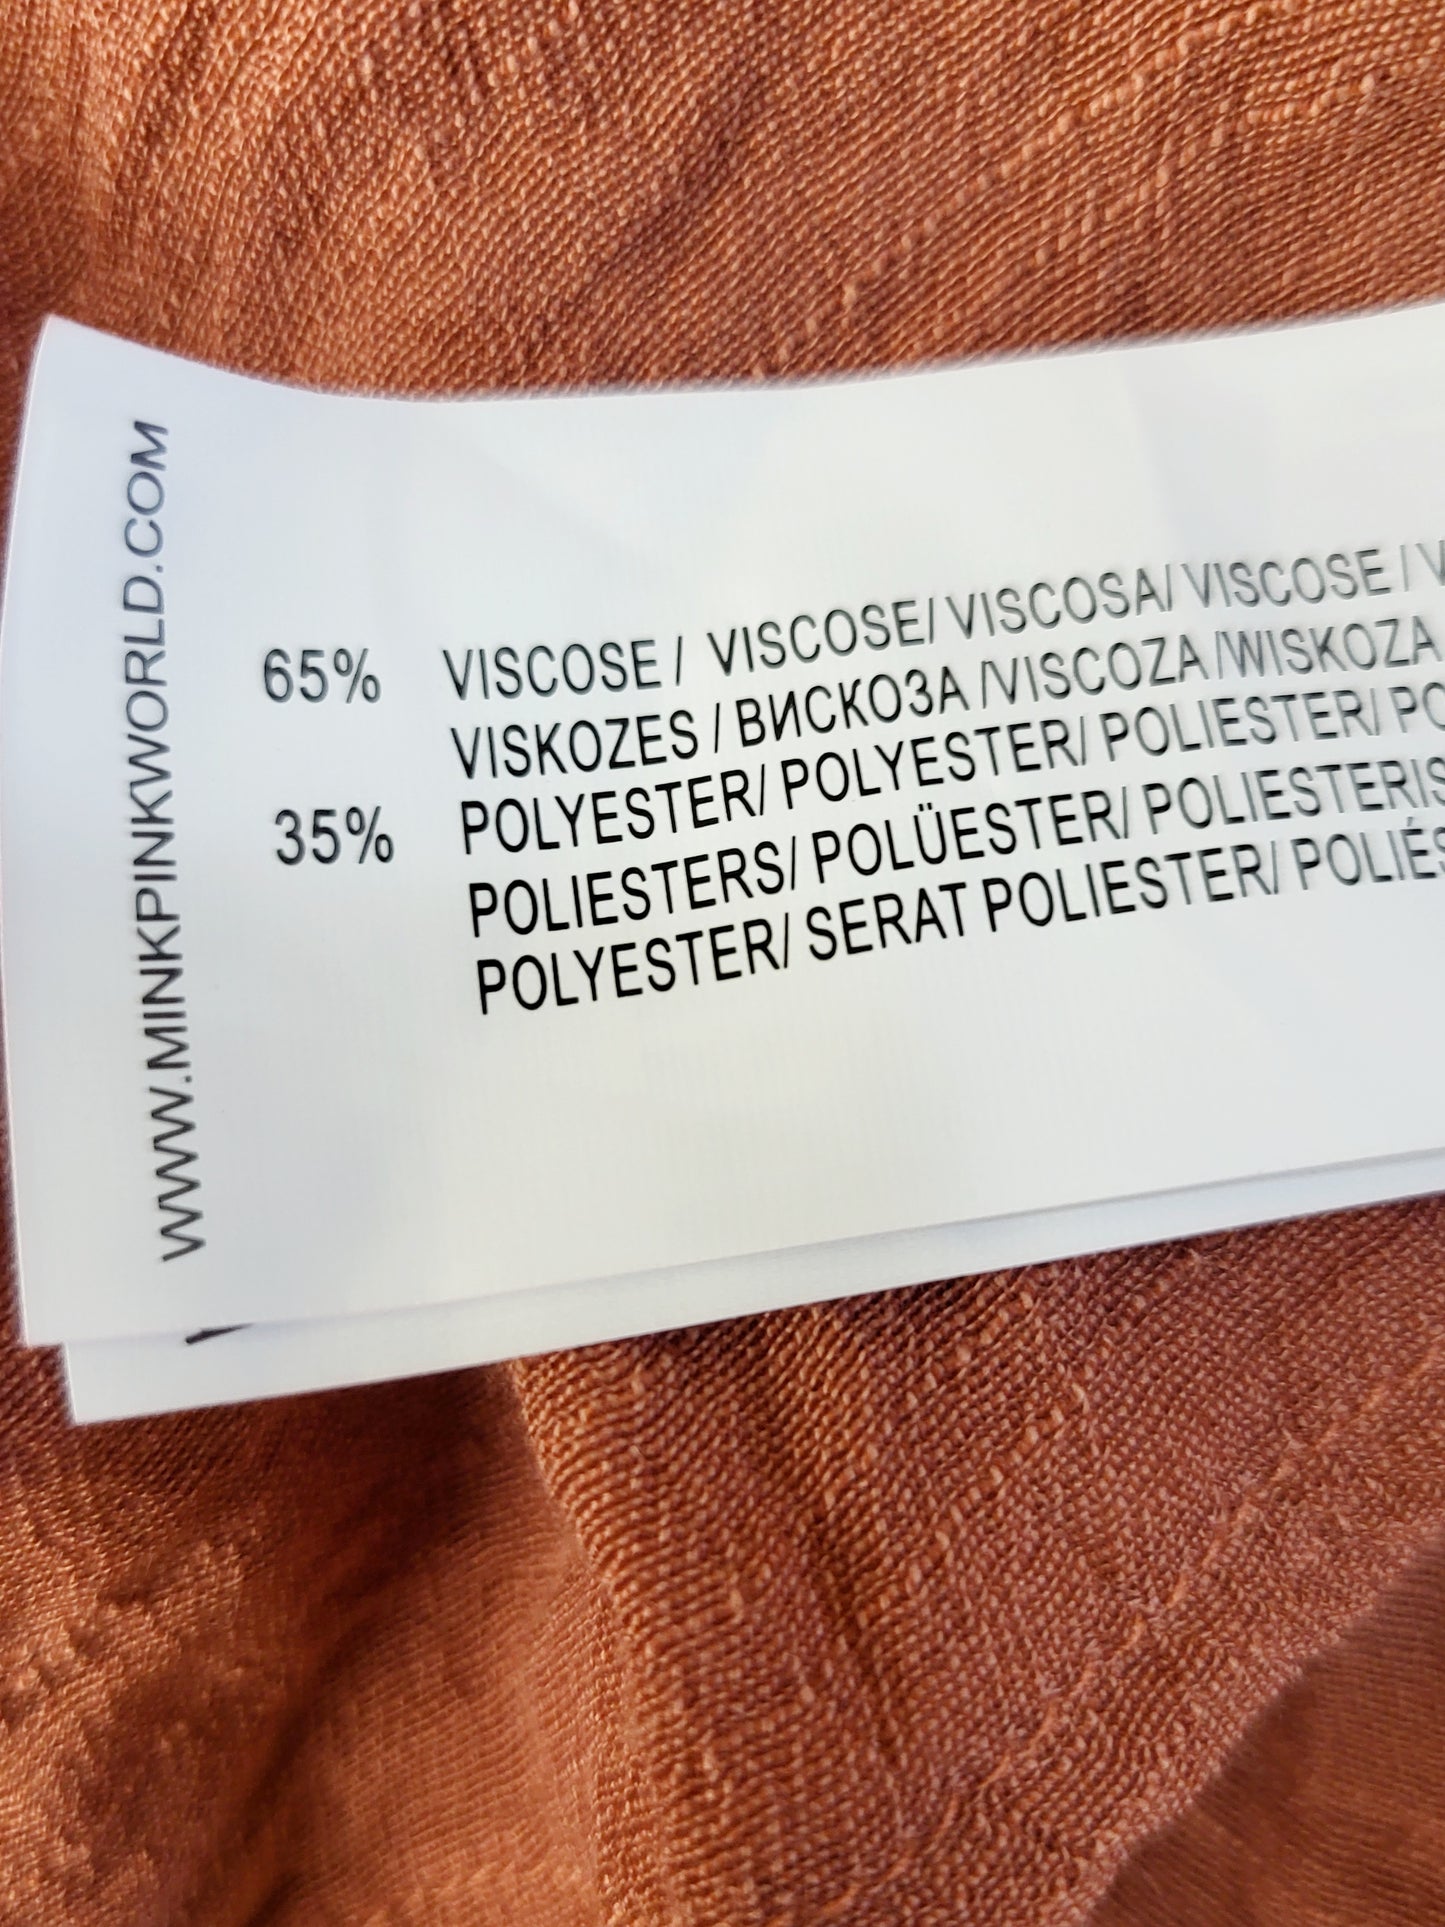 WWW.MINKPINKWORLD.COM
65% VISCOSE / VISCOSE/ VISCOSA/ VISCOSE /
VISKOZES / ВИСКОЗА /VISCOZA /WISKOZA
35% POLYESTER/ POLYESTER/ POLIESTER/
POLIESTERS/ POLÜESTER/ POLIESTERIS
POLYESTER/ SERAT POLIESTER/